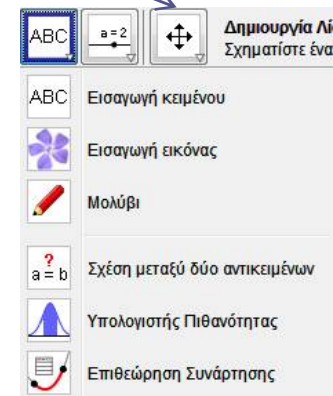 ABC a=2 Δημιουργία
Σχηματίστε ένα
ABC Εισαγωγή κειμένου
Εισαγωγή εικόνας
Μολύβι
? a=b Σχέση μεταξύ δύο αντικειμένων
Υπολογιστής Πιθανότητας
Επιθεώρηση Συνάρτησης